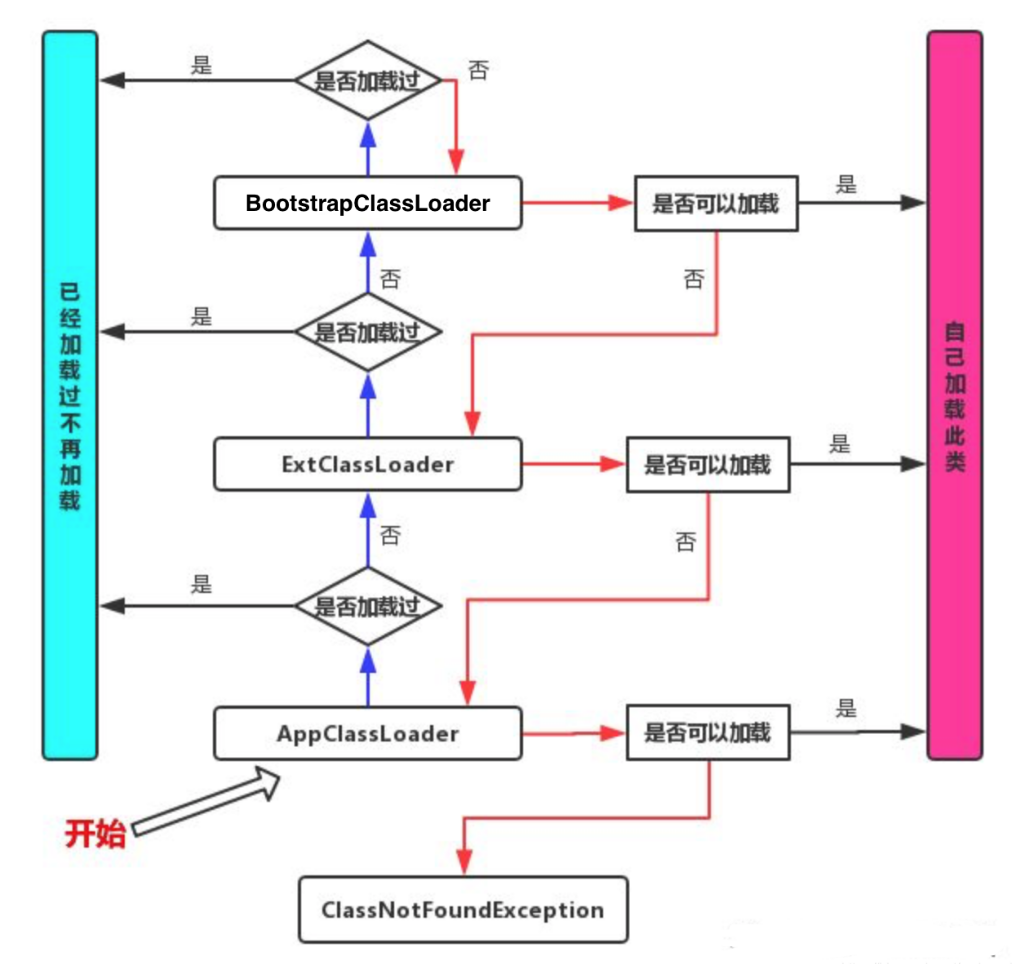 是
是否加载过
否
BootstrapClassLoader
是否可以加载
是
否
否
是
是否加载过
已经加载过不再加载
自己加载此类
ExtClassLoader
是否可以加载
是
否
否
是
是否加载过
AppClassLoader
是否可以加载
是
开始
ClassNotFoundException